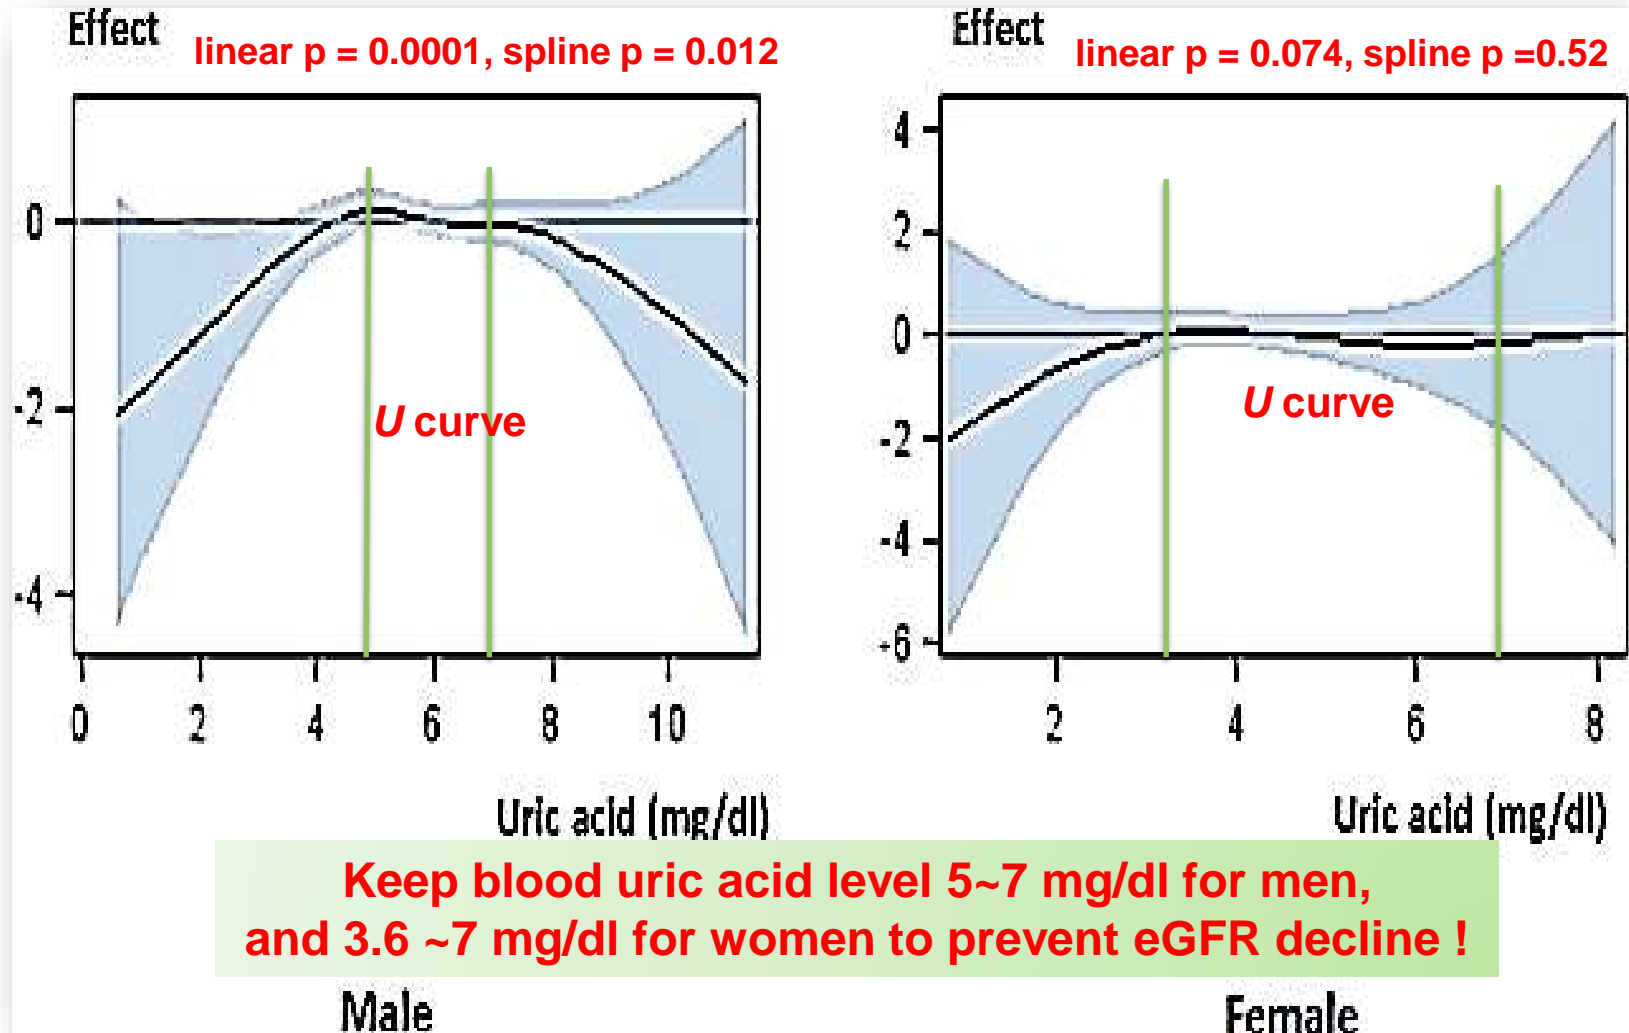 Effect
linear p = 0.0001, spline p = 0.012
0
-2
-4
U curve
0 2 4 6 8 10
Uric acid (mg/dl)
Effect
linear p = 0.074, spline p =0.52
4
2
0
-2
-4
-6
U curve
2 4 6 8
Uric acid (mg/dl)
Keep blood uric acid level 5~7 mg/dl for men,
and 3.6 ~7 mg/dl for women to prevent eGFR decline !
Male
Female